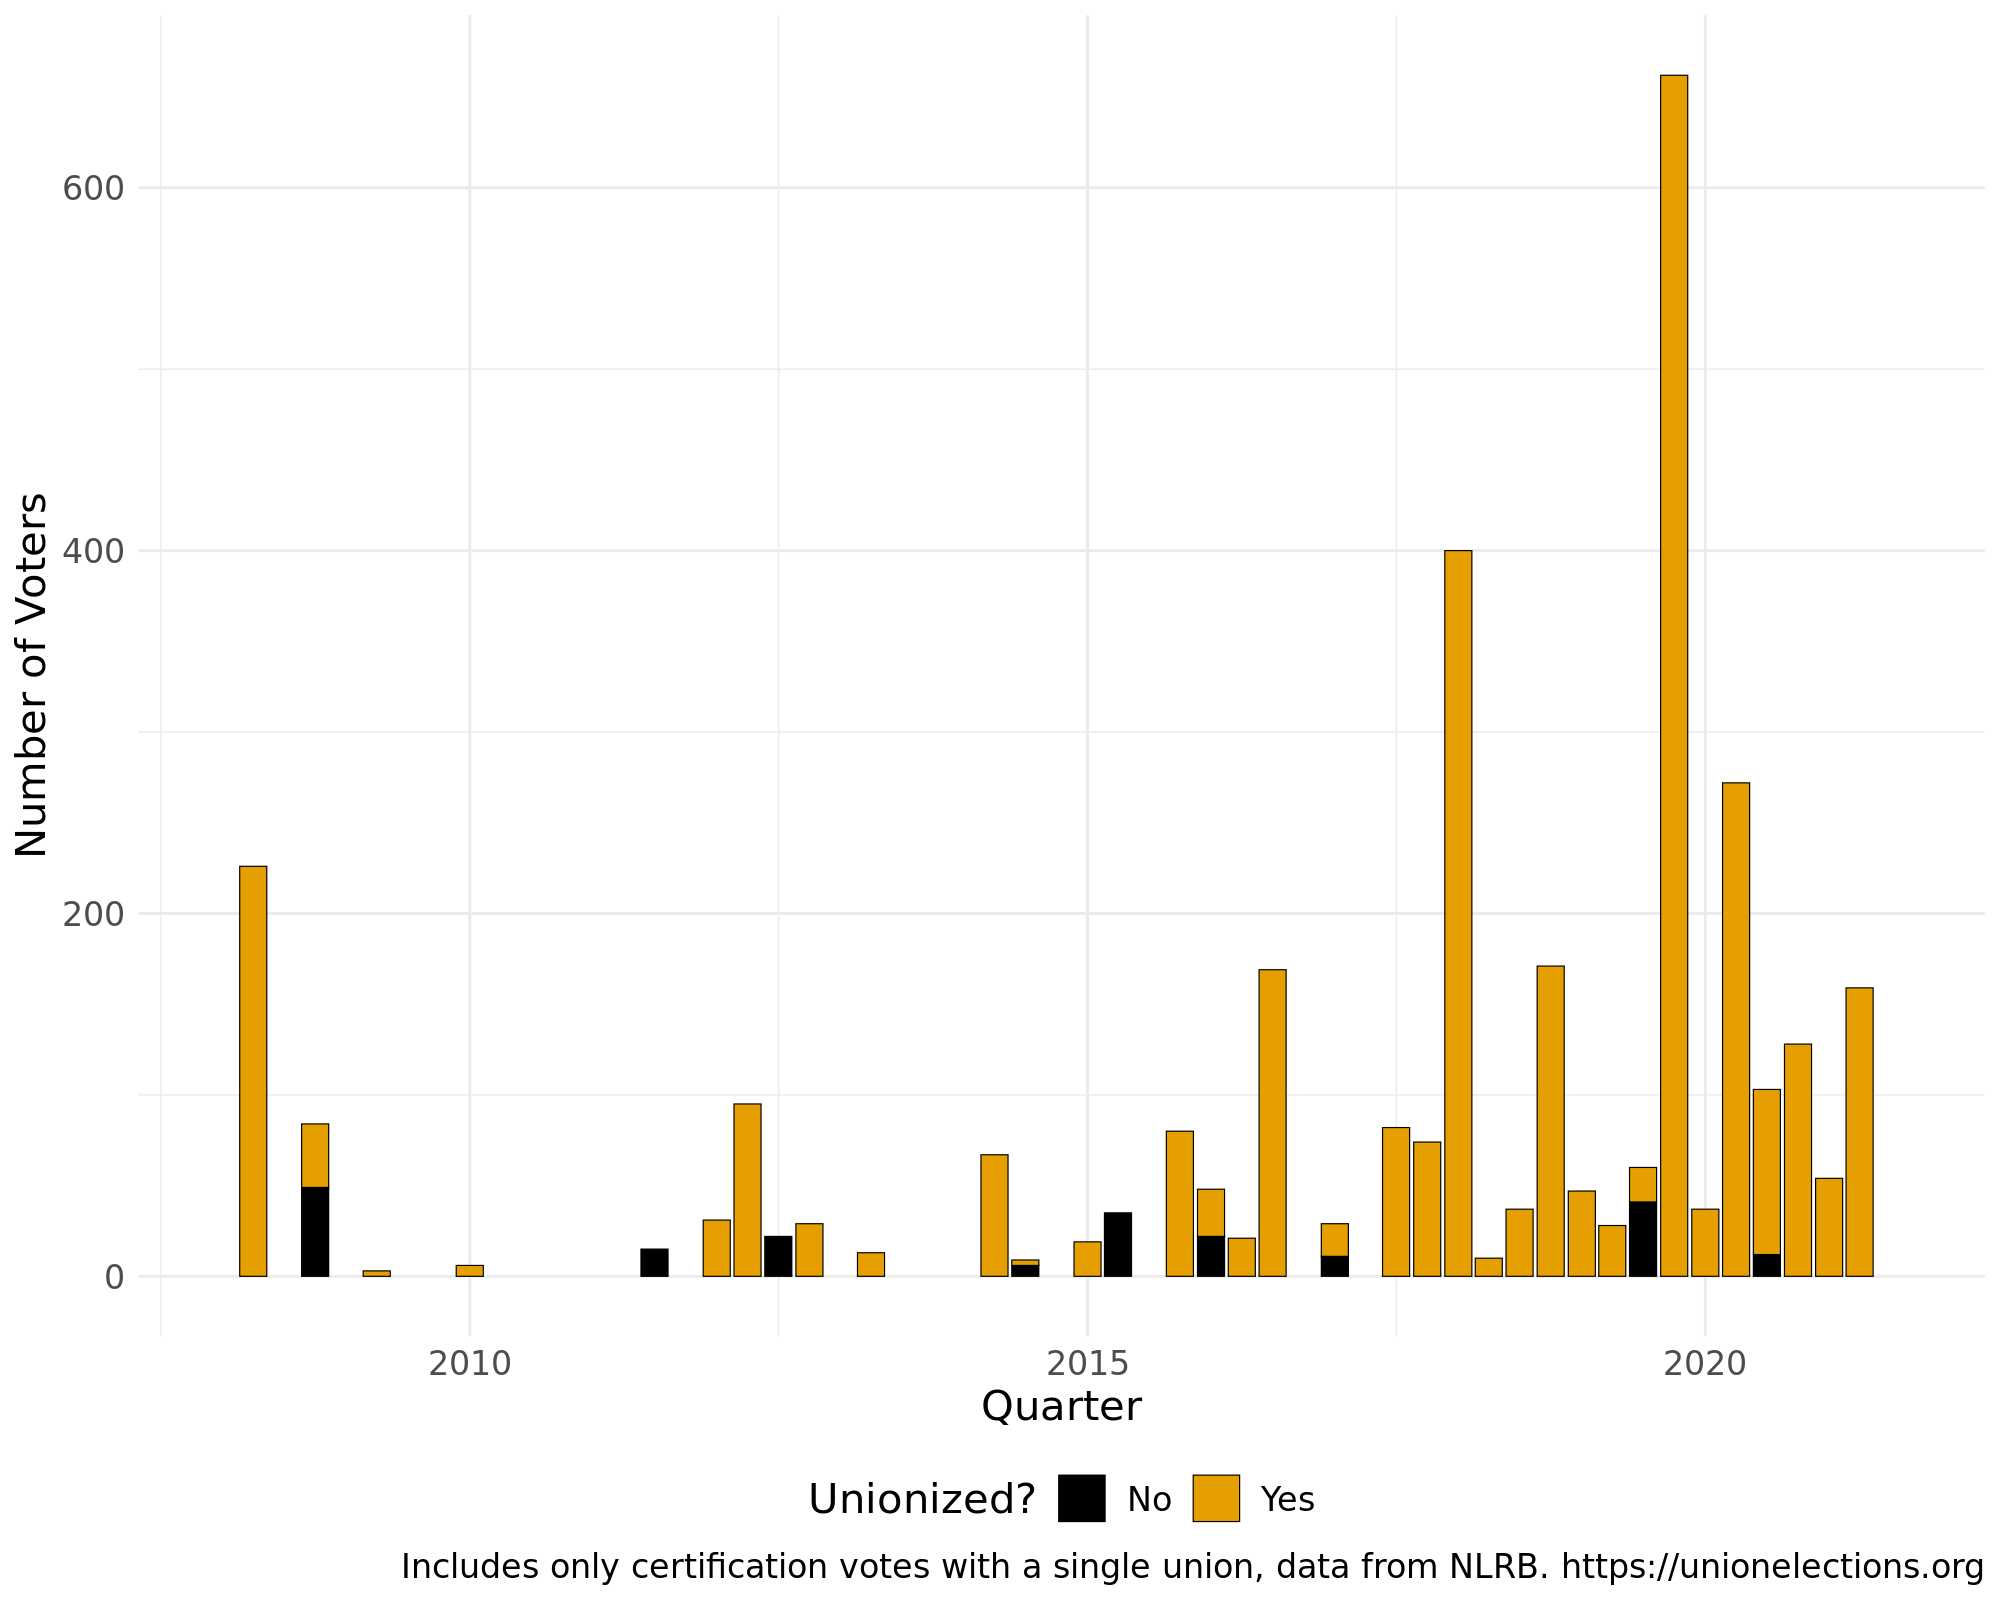 600
400
200
0
Number of Voters
2010 2015 2020
Quarter
Unionized? No Yes
Includes only certification votes with a single union, data from NLRB. https://unionelections.org